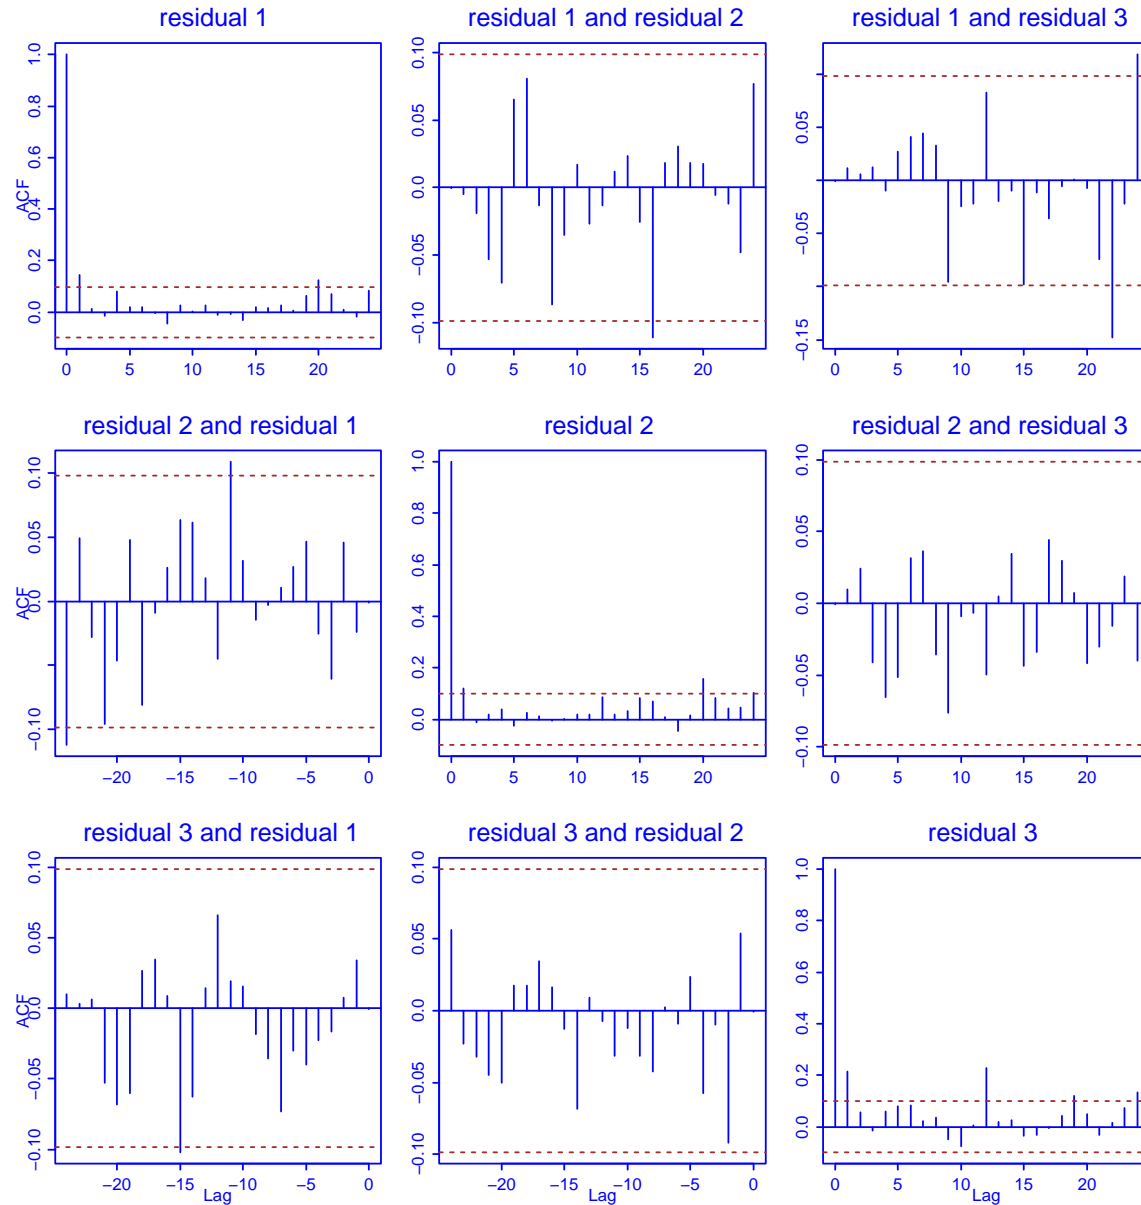 residual 1
ACF
0.0 0.2 0.4 0.6 0.8 1.0
0 5 10 15 20
residual 1 and residual 2
−0.10 −0.05 0.0 0.05 0.10
0 5 10 15 20
residual 1 and residual 3
−0.15 −0.05 0.05
0 5 10 15 20
residual 2 and residual 1
ACF
−0.10 0.0 0.05 0.10
−20 −15 −10 −5 0
residual 2
0.0 0.2 0.4 0.6 0.8 1.0
0 5 10 15 20
residual 2 and residual 3
−0.10 −0.05 0.0 0.05 0.10
0 5 10 15 20
residual 3 and residual 1
ACF
−0.10 −0.05 0.0 0.05 0.10
−20 −15 −10 −5 0
Lag
residual 3 and residual 2
−0.10 −0.05 0.0 0.05 0.10
−20 −15 −10 −5 0
Lag
residual 3
0.0 0.2 0.4 0.6 0.8 1.0
0 5 10 15 20
Lag